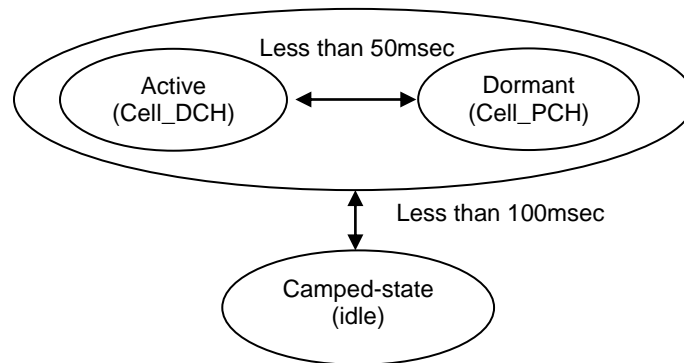 Less than 50msec
Active
(Cell_DCH)
Dormant
(Cell_PCH)
Less than 100msec
Camped-state
(idle)